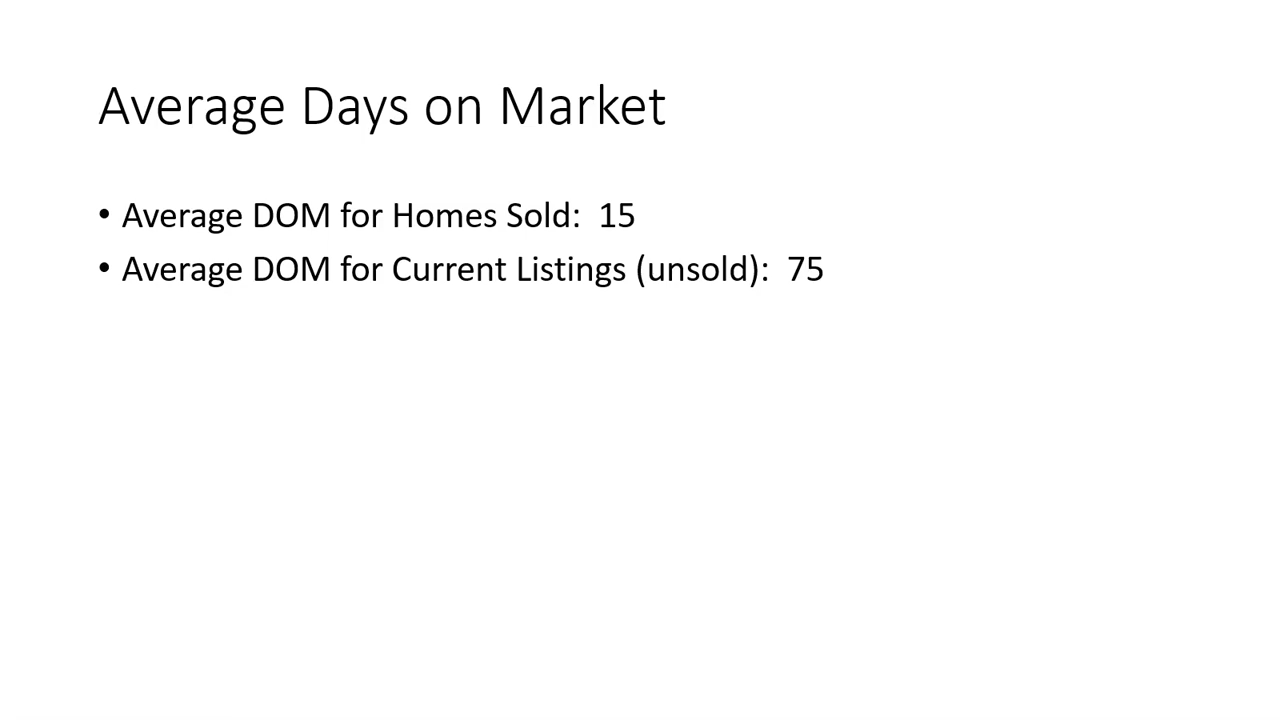 Average Days on Market
• Average DOM for Homes Sold:  15
• Average DOM for Current Listings (unsold):  75